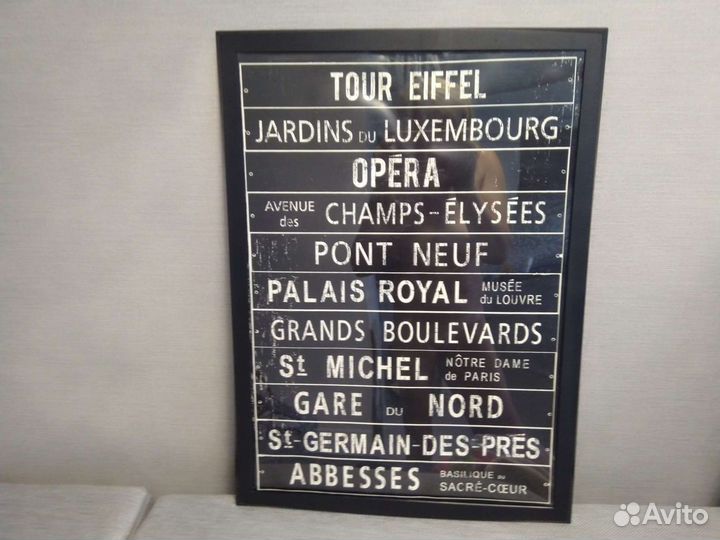 TOUR EIFFEL
JARDINS DU LUXEMBOURG
OPÉRA
AVENUE des CHAMPS-ÉLYSÉES
PONT NEUF
PALAIS ROYAL MUSÉE du LOUVRE
GRANDS BOULEVARDS
St MICHEL NÔTRE DAME de PARIS
GARE DU NORD
St-GERMAIN-DES-PRÉS
ABBESSES BASILIQUE du SACRÉ-CŒUR
Avito